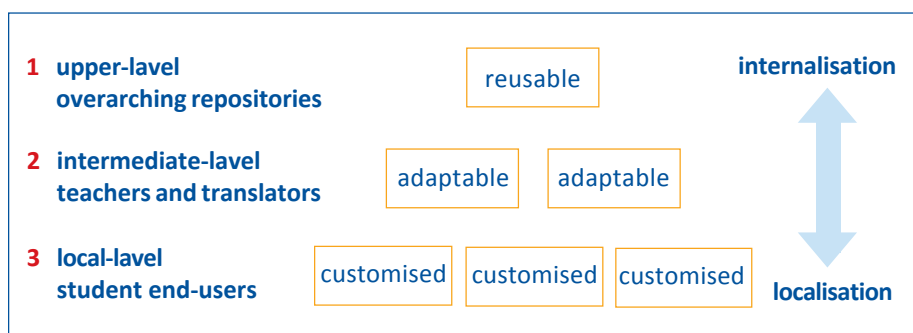 1 upper-lavel
overarching repositories
reusable
internalisation
2 intermediate-level
teachers and translators
adaptable adaptable
3 local-lavel
student end-users
customised customised customised
localisation